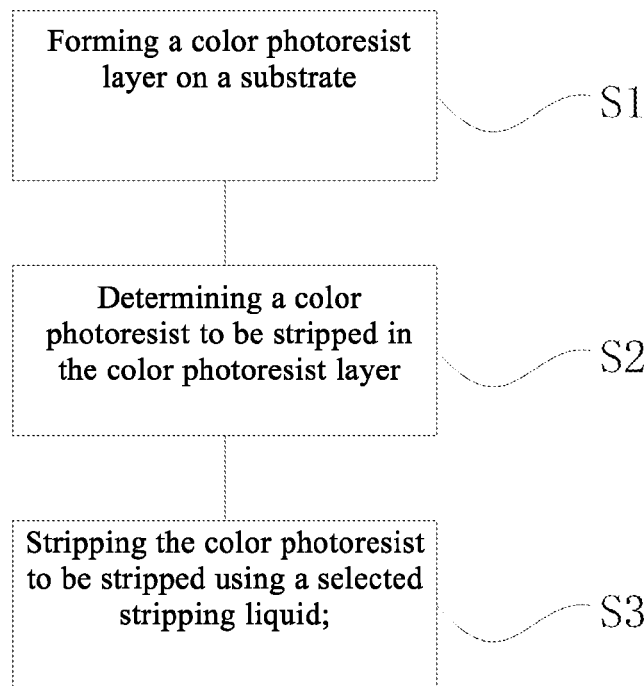 Forming a color photoresist
layer on a substrate
S1
Determining a color
photoresist to be stripped in
the color photoresist layer
S2
Stripping the color photoresist
to be stripped using a selected
stripping liquid;
S3